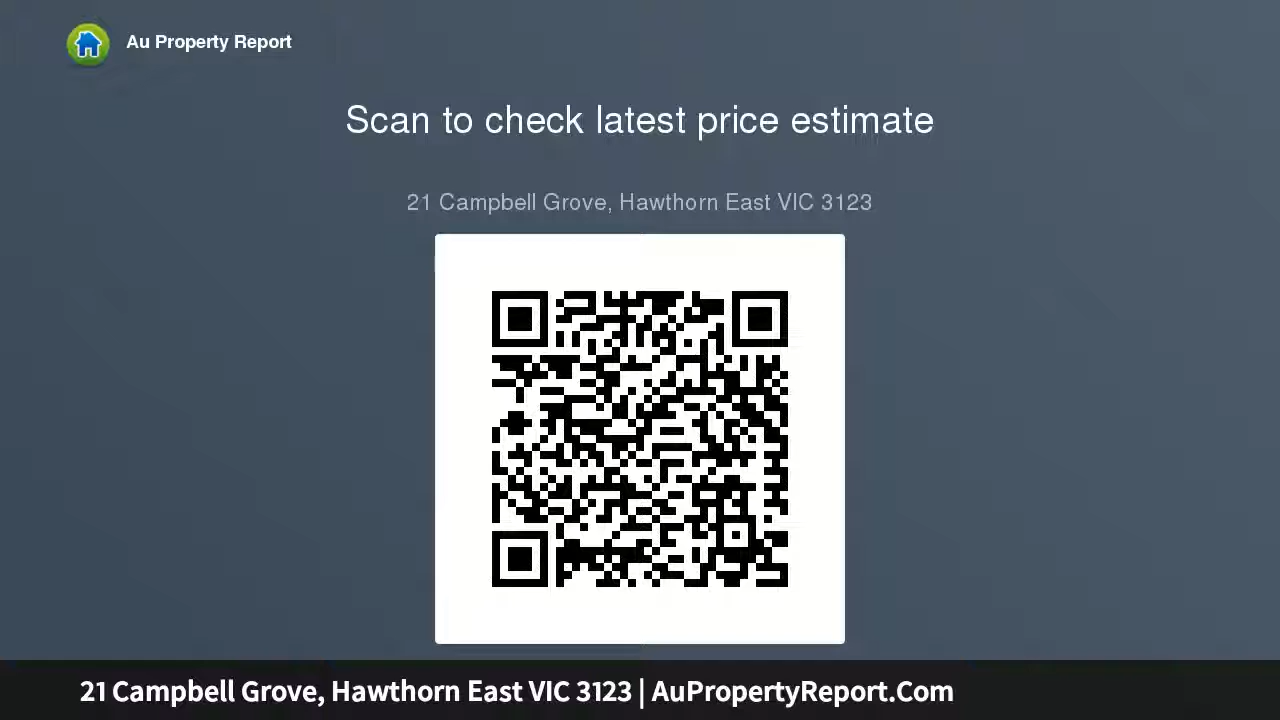 Au Property Report
Scan to check latest price estimate
21 Campbell Grove, Hawthorn East VIC 3123
21 Campbell Grove, Hawthorn East VIC 3123 | AuPropertyReport.Com